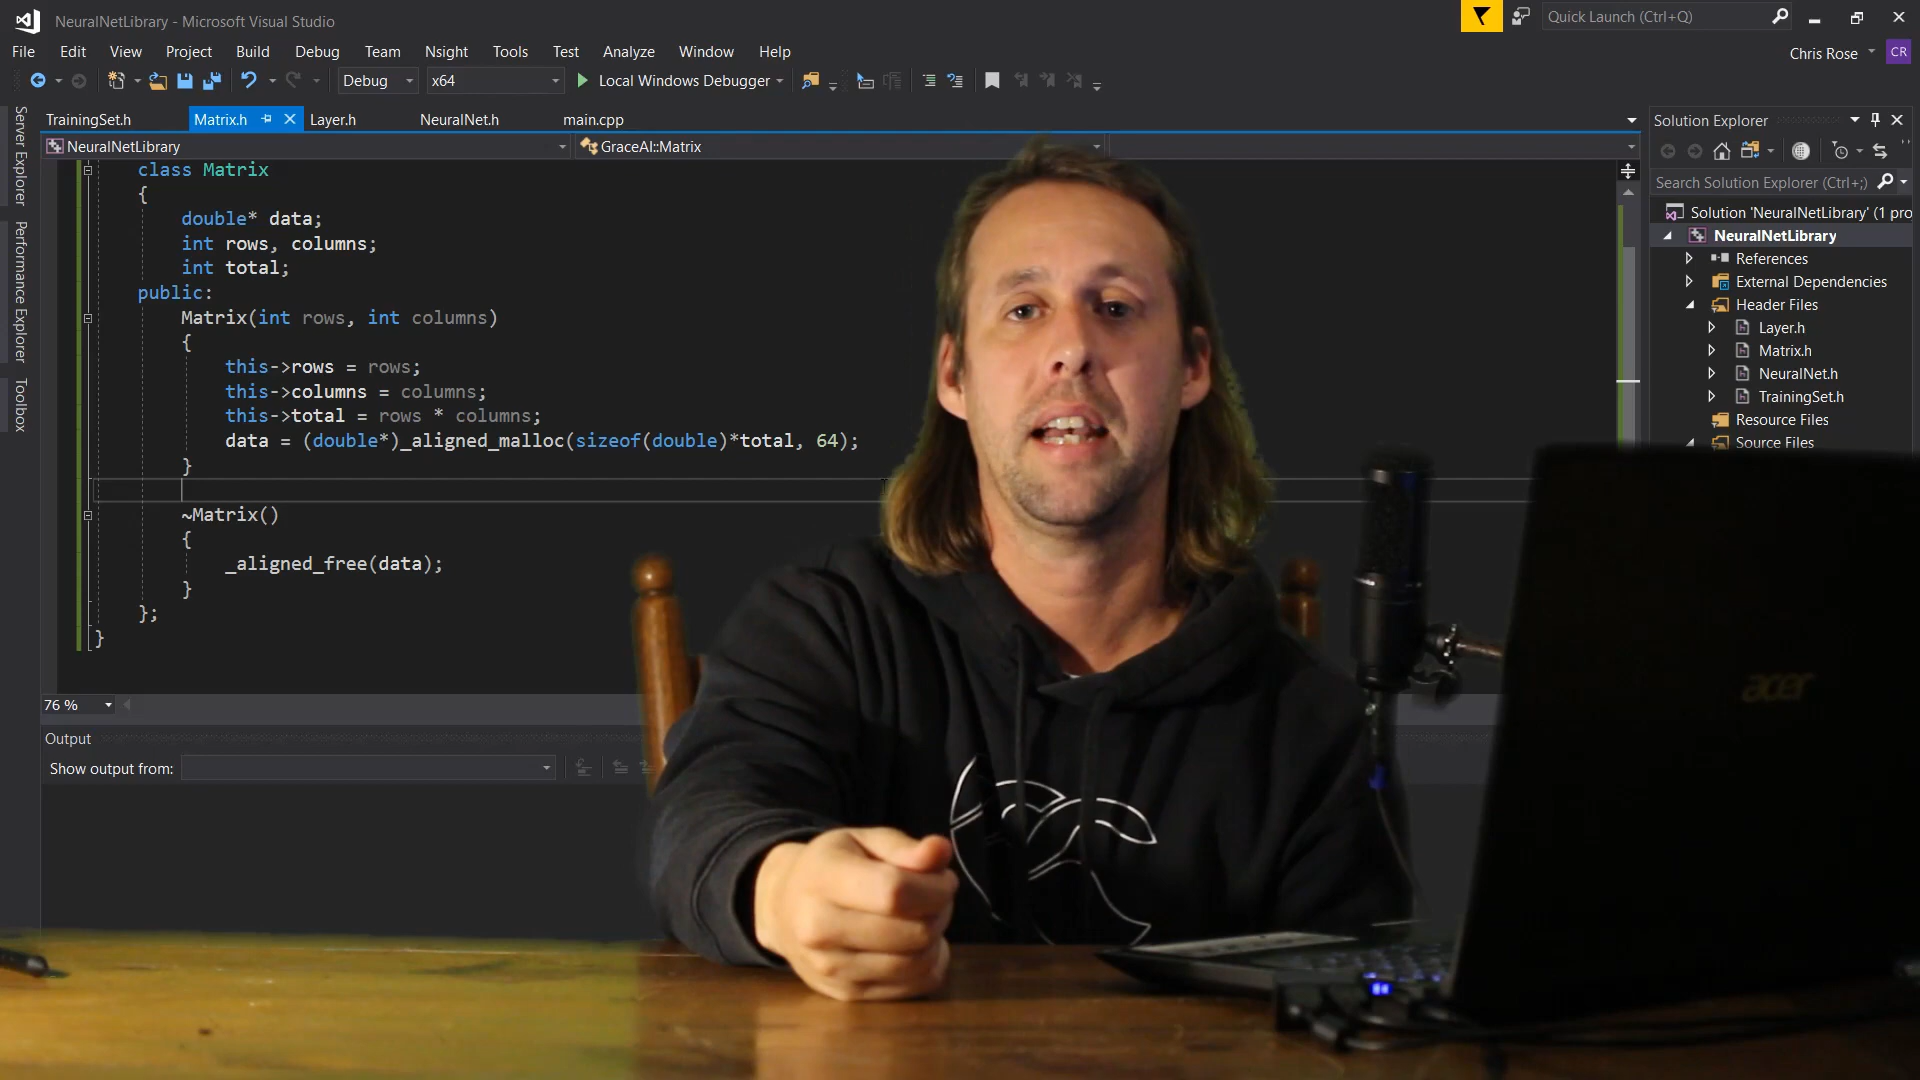 NeuralNetLibrary - Microsoft Visual Studio
Quick Launch (Ctrl+Q)
File Edit View Project Build Debug Team Nsight Tools Test Analyze Window Help
Chris Rose CR
Debug x64 Local Windows Debugger
Server Explorer
Performance Explorer
Toolbox
TrainingSet.h Matrix.h Layer.h NeuralNet.h main.cpp
NeuralNetLibrary GraceAI::Matrix
class Matrix
{
double* data;
int rows, columns;
int total;
public:
Matrix(int rows, int columns)
{
this->rows = rows;
this->columns = columns;
this->total = rows * columns;
data = (double*)_aligned_malloc(sizeof(double)*total, 64);
}
~Matrix()
{
_aligned_free(data);
}
};
}
76 %
Output
Show output from:
Solution Explorer
Search Solution Explorer (Ctrl+;)
Solution 'NeuralNetLibrary' (1 pro
NeuralNetLibrary
References
External Dependencies
Header Files
Layer.h
Matrix.h
NeuralNet.h
TrainingSet.h
Resource Files
Source Files
acer